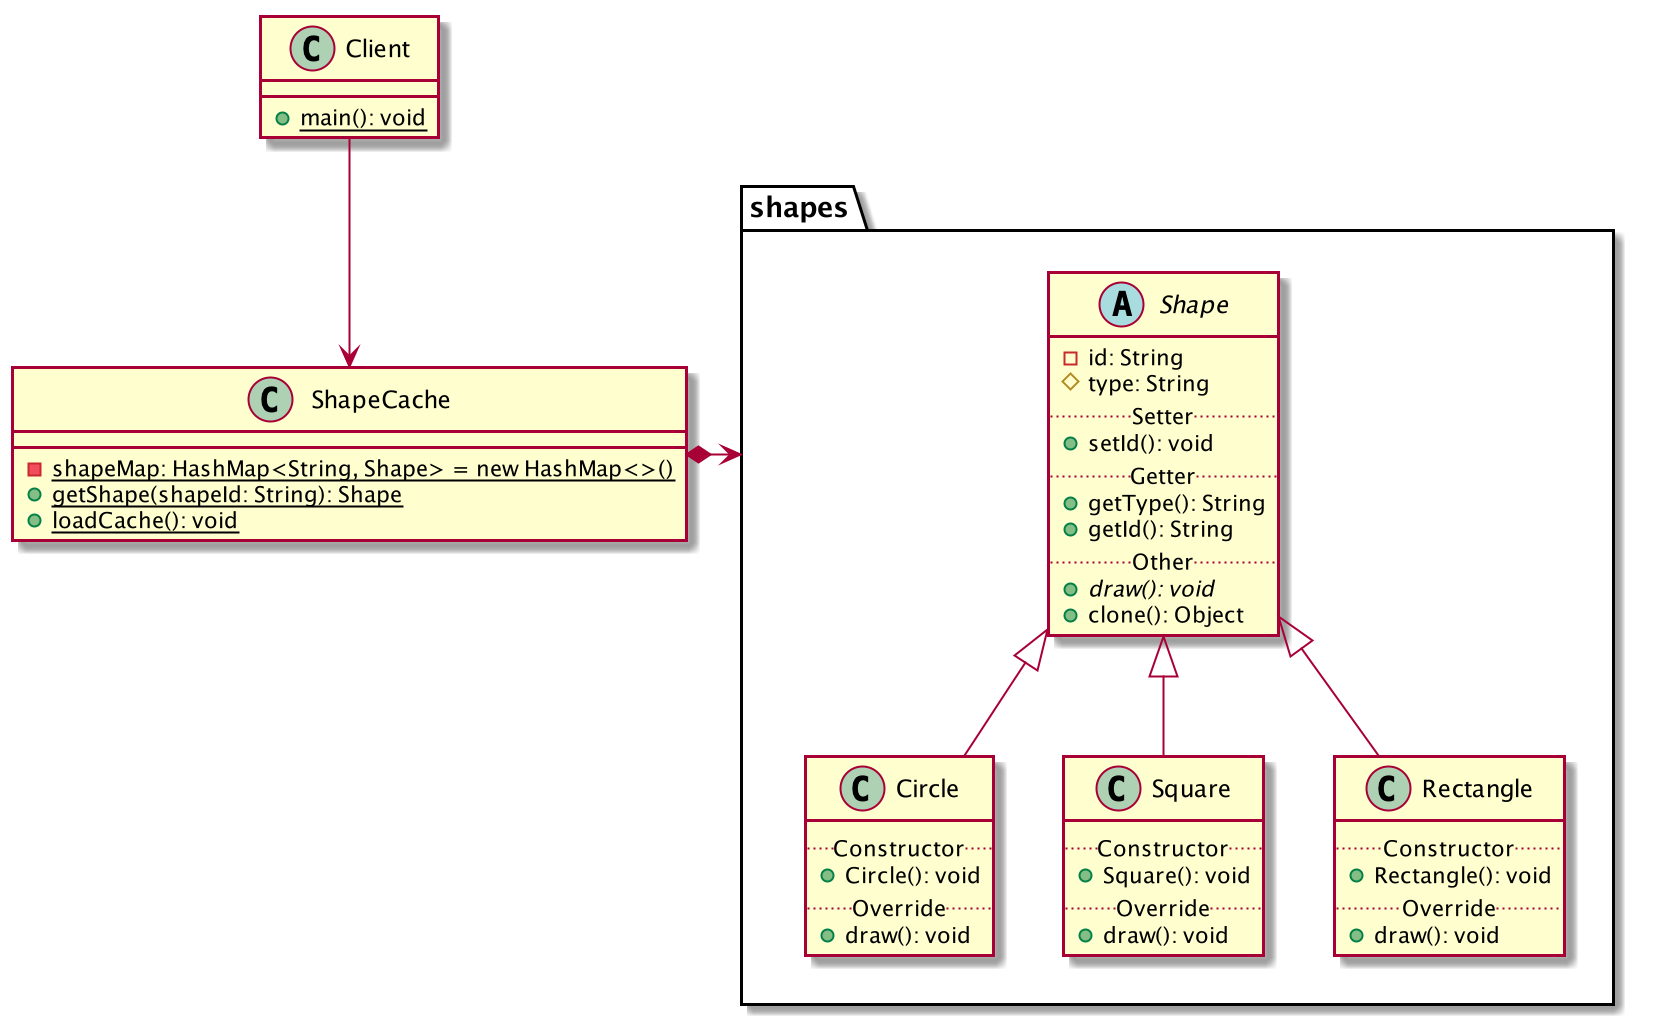 C Client
main(): void
shapes
A Shape
id: String
type: String
Setter
setId(): void
Getter
getType(): String
getId(): String
Other
draw(): void
clone(): Object
C ShapeCache
shapeMap: HashMap<String, Shape> = new HashMap<>()
getShape(shapeId: String): Shape
loadCache(): void
C Circle
Constructor
Circle(): void
Override
draw(): void
C Square
Constructor
Square(): void
Override
draw(): void
C Rectangle
Constructor
Rectangle(): void
Override
draw(): void